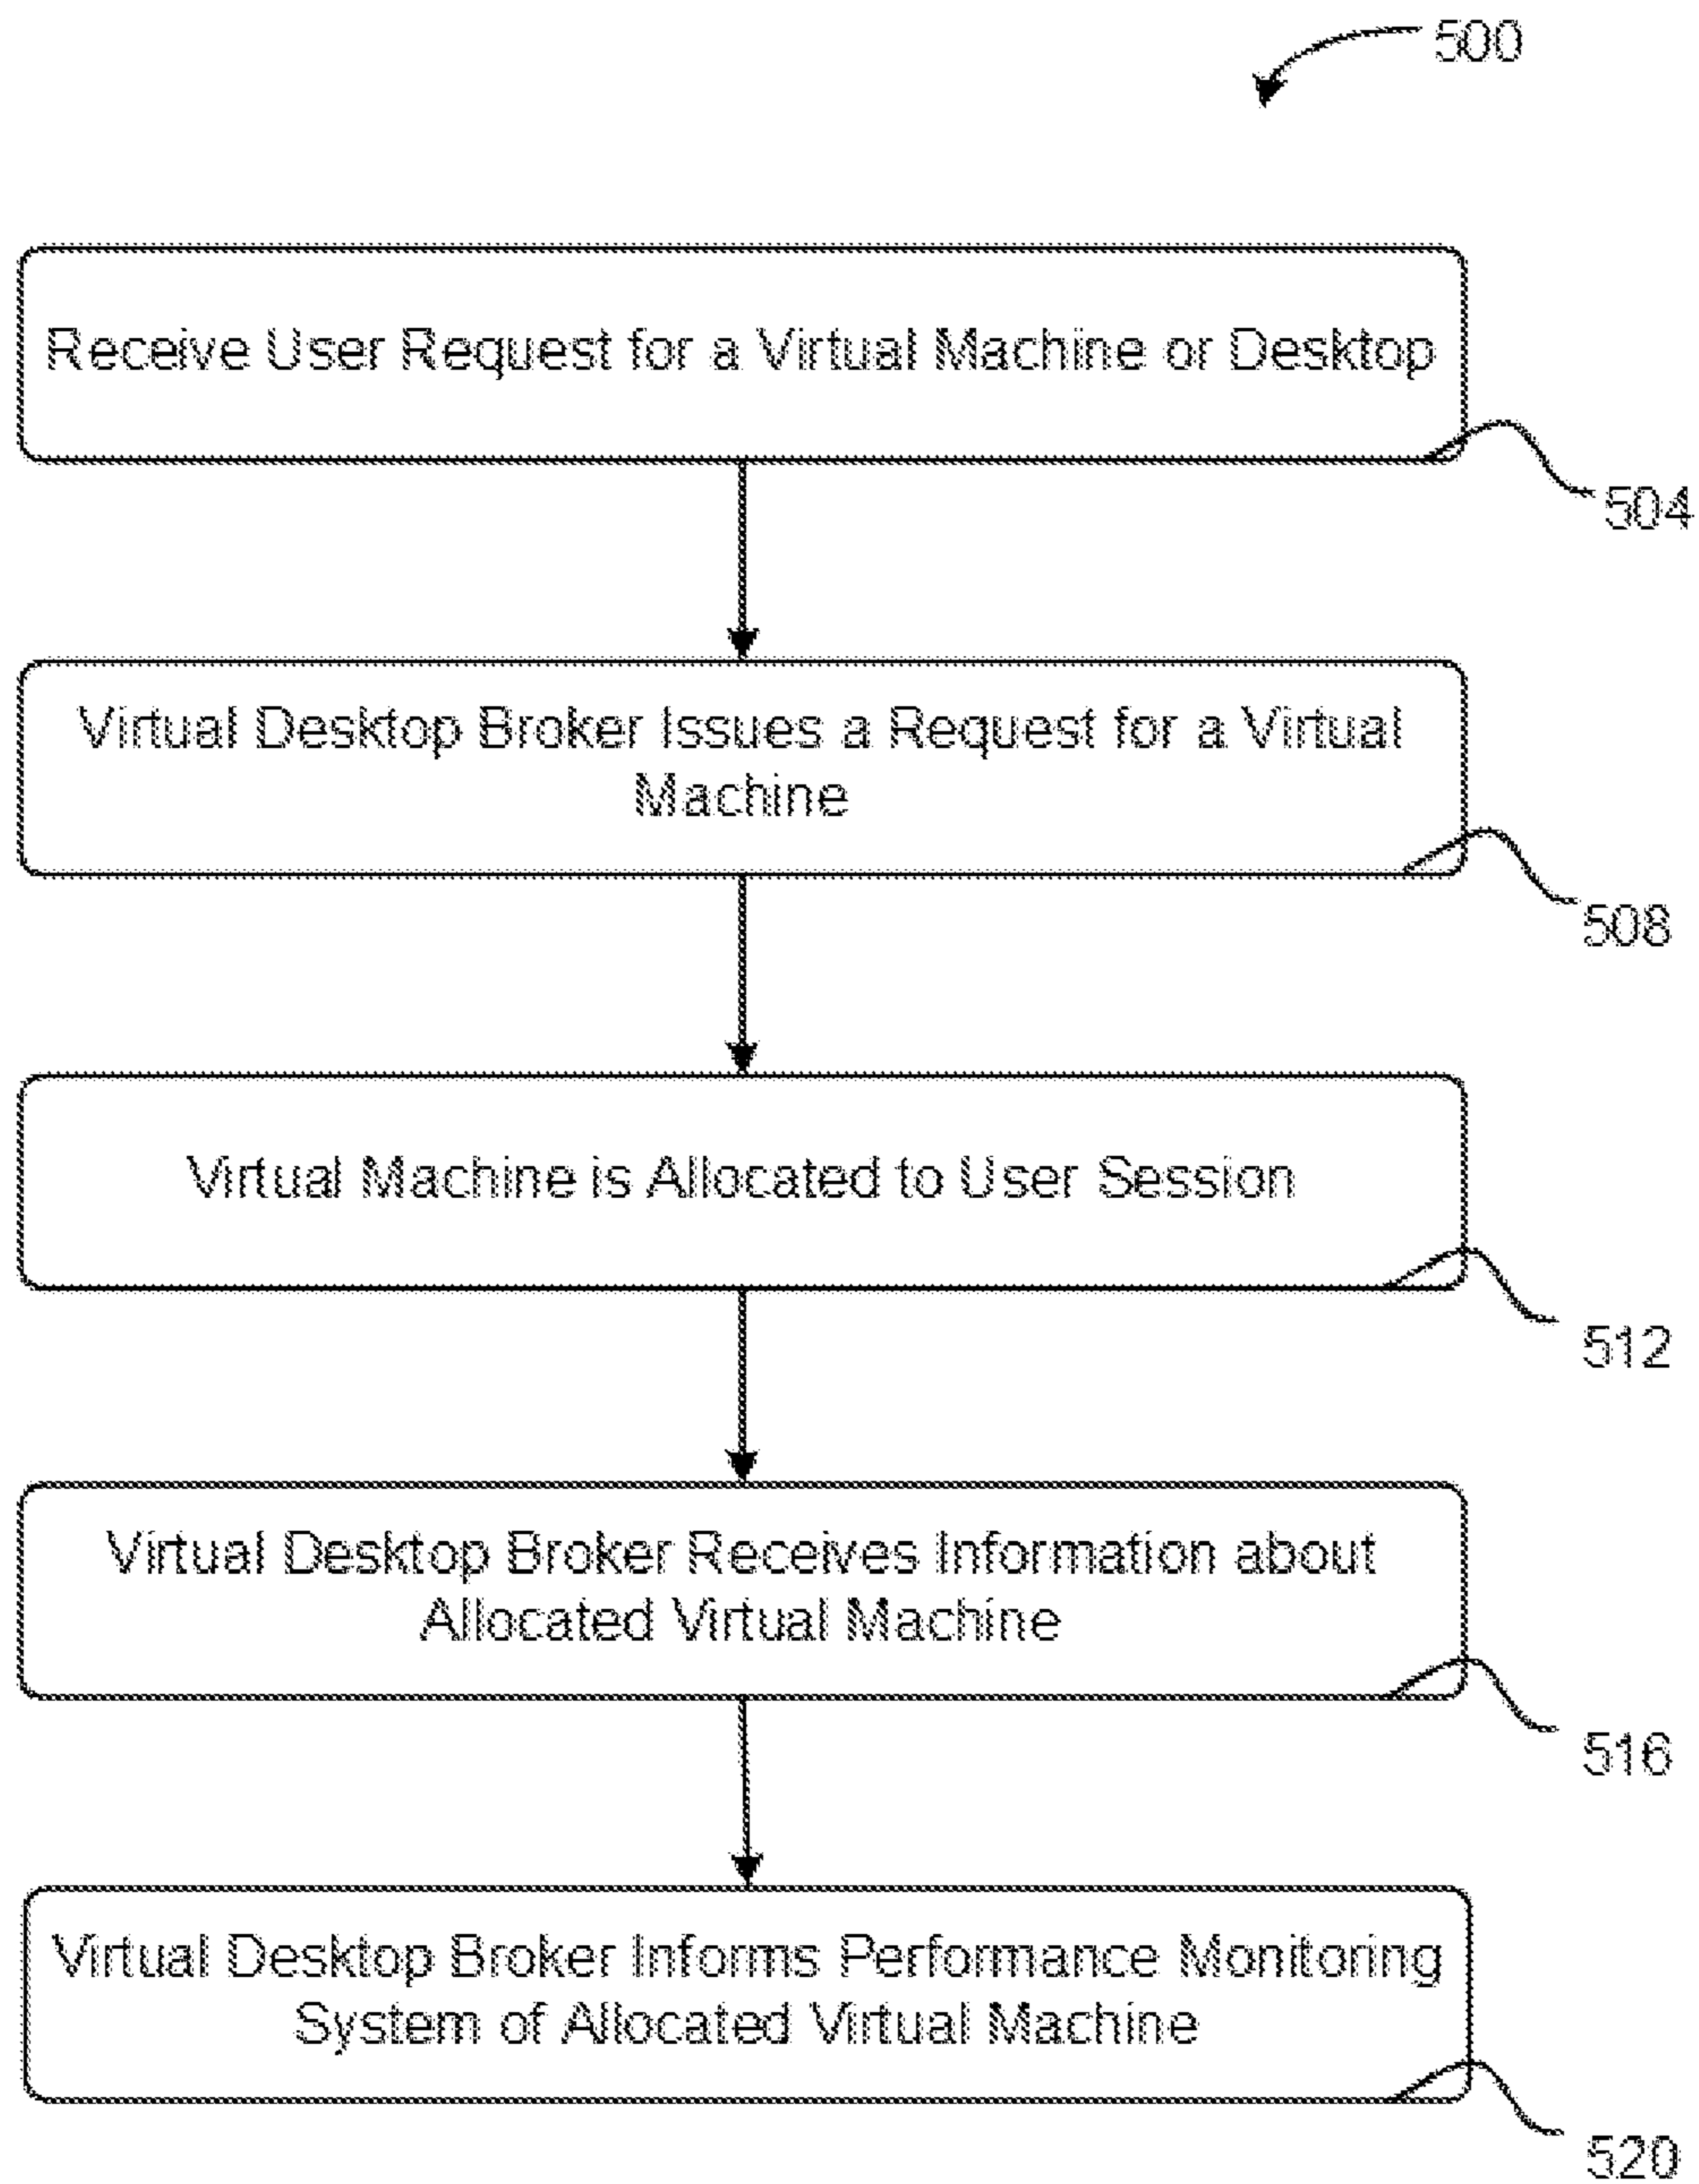 500
Receive User Request for a Virtual Machine or Desktop
504
Virtual Desktop Broker Issues a Request for a Virtual
Machine
508
Virtual Machine is Allocated to User Session
512
Virtual Desktop Broker Receives Information about
Allocated Virtual Machine
516
Virtual Desktop Broker Informs Performance Monitoring
System of Allocated Virtual Machine
520